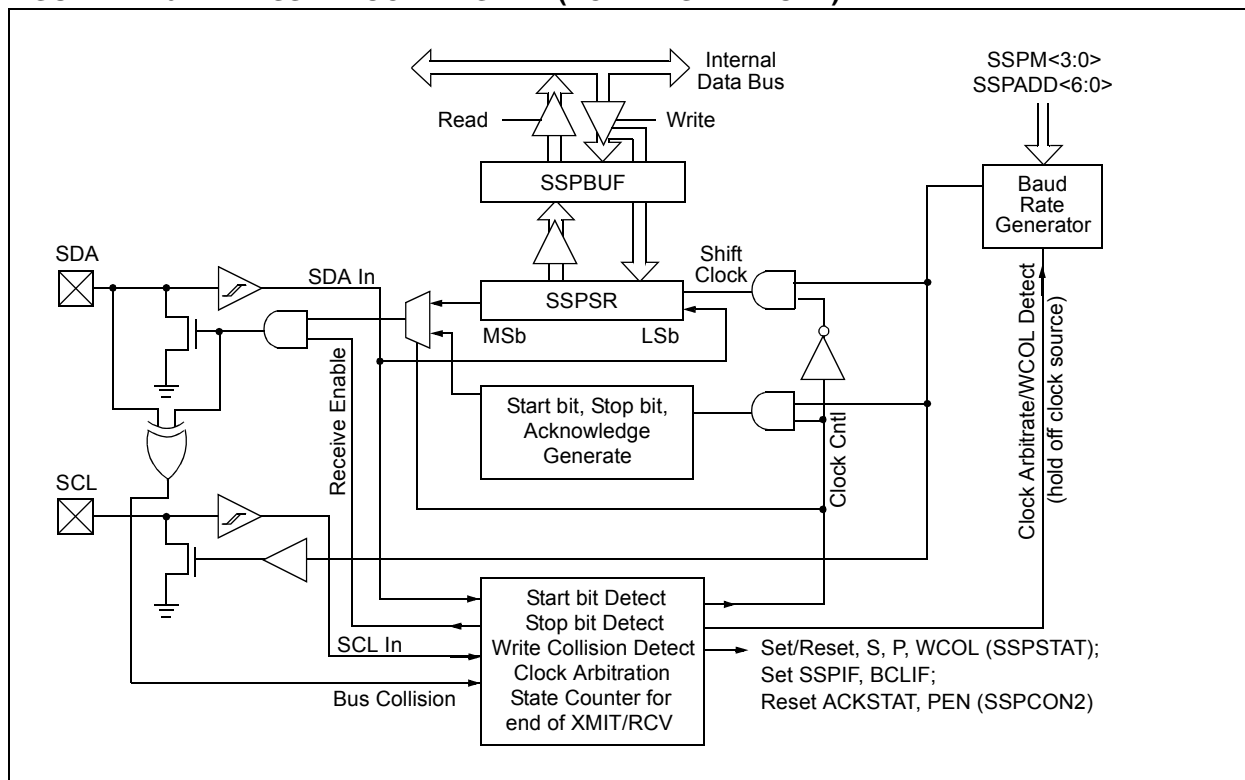 Internal
Data Bus
SSPM<3:0>
SSPADD<6:0>
Read
Write
SSPBUF
Baud
Rate
Generator
SDA
SDA In
Shift
Clock
SSPSR
MSb
LSb
Start bit, Stop bit,
Acknowledge
Generate
Receive Enable
Clock Cntl
Clock Arbitrate/WCOL Detect
(hold off clock source)
SCL
SCL In
Bus Collision
Start bit Detect
Stop bit Detect
Write Collision Detect
Clock Arbitration
State Counter for
end of XMIT/RCV
Set/Reset, S, P, WCOL (SSPSTAT);
Set SSPIF, BCLIF;
Reset ACKSTAT, PEN (SSPCON2)